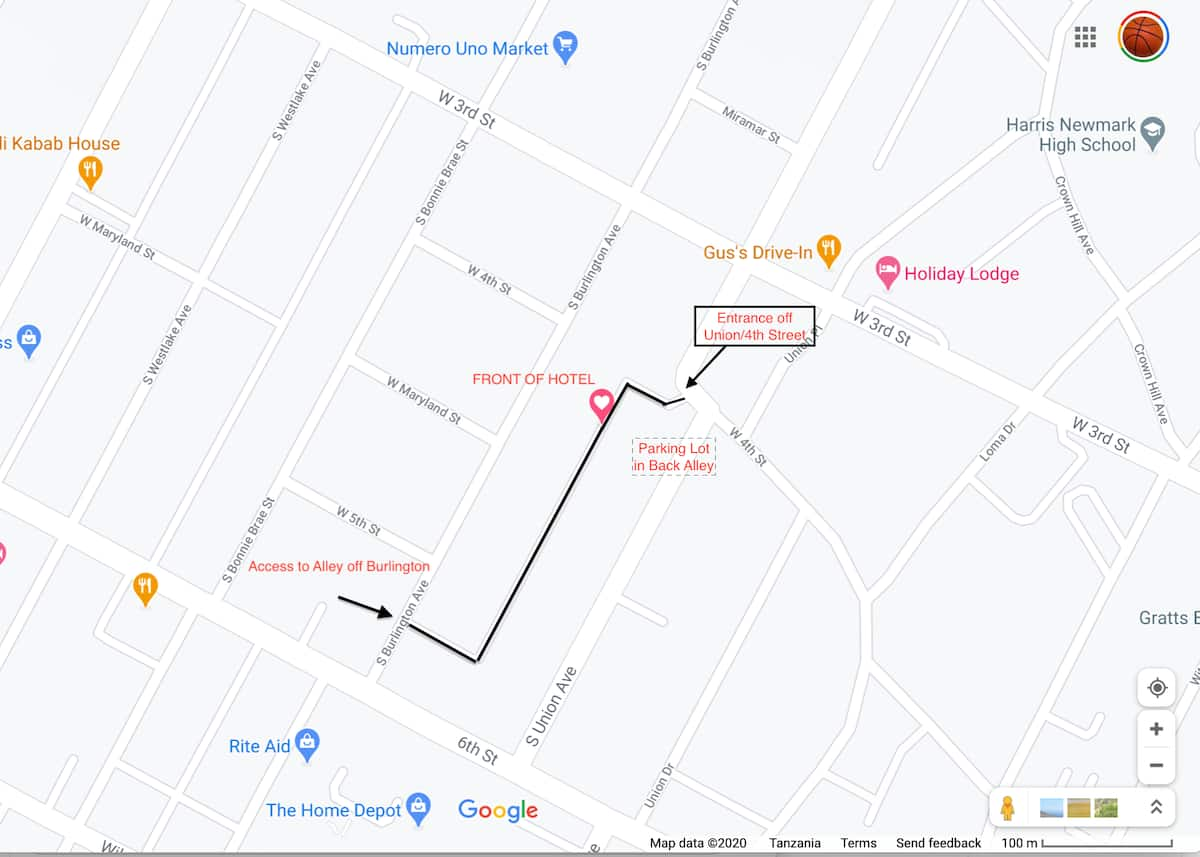 S Burlington A
Numero Uno Market
W 3rd St
S Westlake Ave
Miramar St
Harris Newmark
High School
li Kabab House
S Bonnie Brae St
Crown Hill Ave
W Maryland St
W 4th St
S Burlington Ave
Gus's Drive-In
Holiday Lodge
S Westlake Ave
Entrance off
Union/4th Street
Union Pl
W 3rd St
ss
Crown Hill Ave
FRONT OF HOTEL
W Maryland St
Parking Lot
in Back Alley
W 4th St
Loma Dr
W 3rd St
S Bonnie Brae St
W 5th St
Access to Alley off Burlington
S Burlington Ave
Gratts E
S Union Ave
Rite Aid
6th St
Union Dr
The Home Depot
Google
Map data ©2020 Tanzania Terms Send feedback 100 m